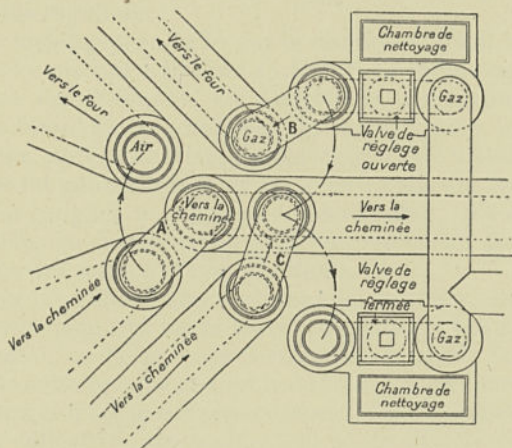 Vers le four
Chambre de
nettoyage
Vers le four
Gaz
B
Gaz
Air
Valve de
réglage
ouverte
Vers la
cheminée
A
Vers la
cheminée
C
Vers la cheminée
Valve de
réglage
fermée
Vers la cheminée
Gaz
Chambre de
nettoyage